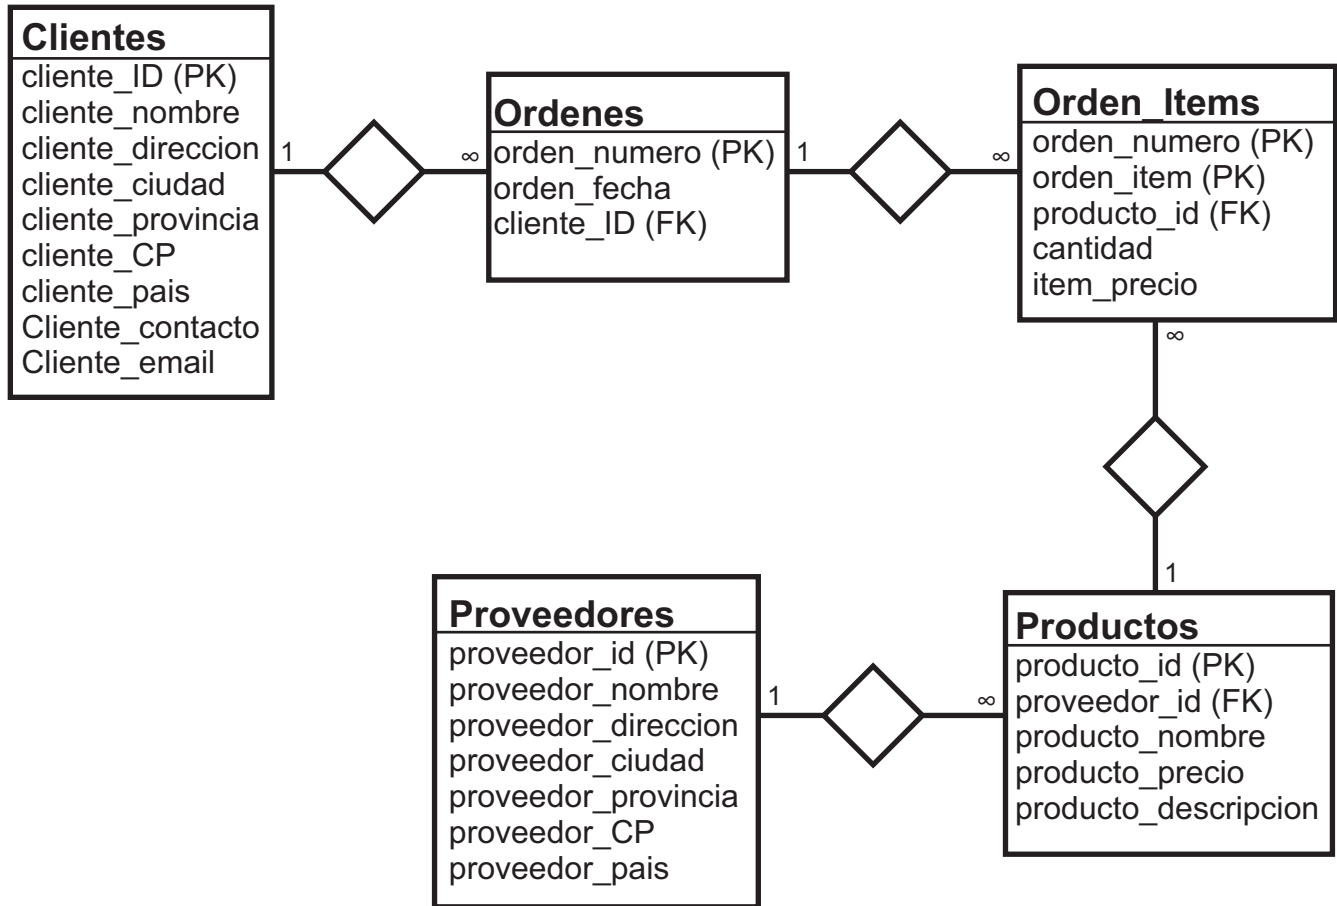 Clientes
cliente_ID (PK)
cliente_nombre
cliente_direccion
cliente_ciudad
cliente_provincia
cliente_CP
cliente_pais
Cliente_contacto
Cliente_email
1
∞
Ordenes
orden_numero (PK)
orden_fecha
cliente_ID (FK)
1
∞
Orden_Items
orden_numero (PK)
orden_item (PK)
producto_id (FK)
cantidad
item_precio
∞
1
Proveedores
proveedor_id (PK)
proveedor_nombre
proveedor_direccion
proveedor_ciudad
proveedor_provincia
proveedor_CP
proveedor_pais
1
∞
Productos
producto_id (PK)
proveedor_id (FK)
producto_nombre
producto_precio
producto_descripcion